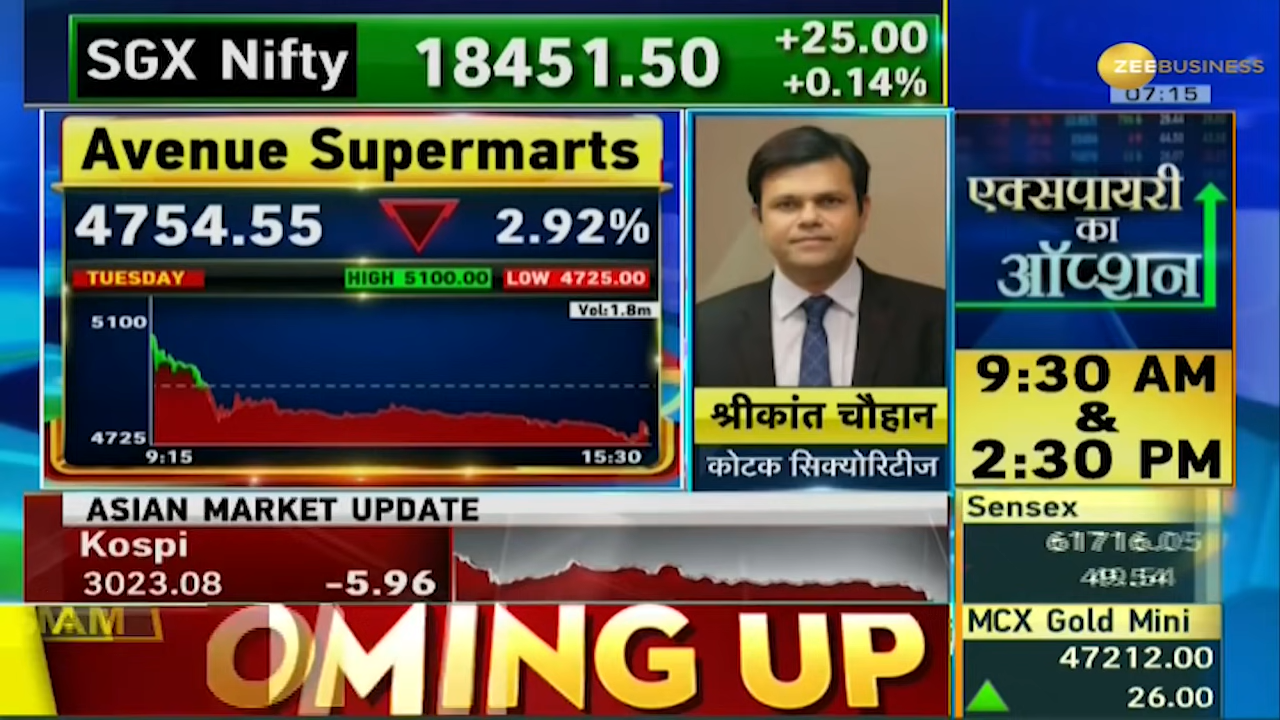 SGX Nifty
18451.50
+25.00
+0.14%
ZEEBUSINESS
07:15
Avenue Supermarts
4754.55
2.92%
TUESDAY
HIGH 5100.00
LOW 4725.00
Vol:1.8m
5100
4725
9:15
15:30
श्रीकांत चौहान
कोटक सिक्योरिटीज
एक्सपायरी
का
ऑप्शन
9:30 AM
&
2:30 PM
ASIAN MARKET UPDATE
Kospi
3023.08
-5.96
OMING UP
Sensex
61716.05
MCX Gold Mini
47212.00
26.00